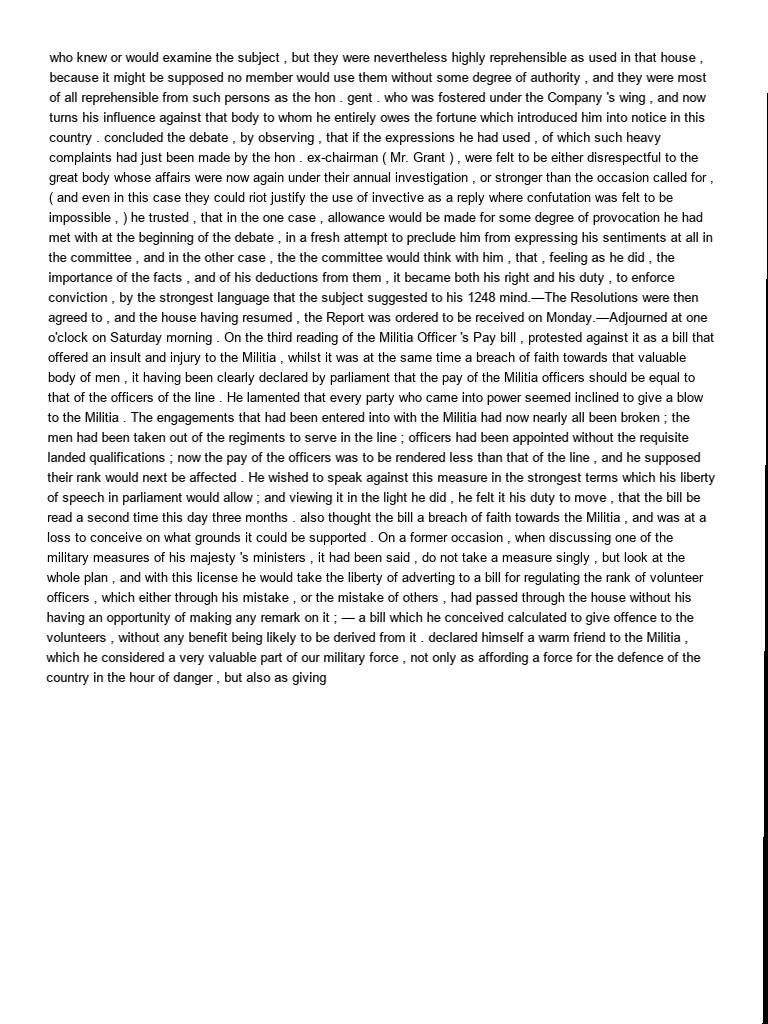 who knew or would examine the subject , but they were nevertheless highly reprehensible as used in that house ,
because it might be supposed no member would use them without some degree of authority , and they were most
of all reprehensible from such persons as the hon . gent . who was fostered under the Company 's wing , and now
turns his influence against that body to whom he entirely owes the fortune which introduced him into notice in this
country . concluded the debate , by observing , that if the expressions he had used , of which such heavy
complaints had just been made by the hon . ex-chairman ( Mr. Grant ) , were felt to be either disrespectful to the
great body whose affairs were now again under their annual investigation , or stronger than the occasion called for ,
( and even in this case they could riot justify the use of invective as a reply where confutation was felt to be
impossible , ) he trusted , that in the one case , allowance would be made for some degree of provocation he had
met with at the beginning of the debate , in a fresh attempt to preclude him from expressing his sentiments at all in
the committee , and in the other case , the the committee would think with him , that , feeling as he did , the
importance of the facts , and of his deductions from them , it became both his right and his duty , to enforce
conviction , by the strongest language that the subject suggested to his 1248 mind.—The Resolutions were then
agreed to , and the house having resumed , the Report was ordered to be received on Monday.—Adjourned at one
o'clock on Saturday morning . On the third reading of the Militia Officer 's Pay bill , protested against it as a bill that
offered an insult and injury to the Militia , whilst it was at the same time a breach of faith towards that valuable
body of men , it having been clearly declared by parliament that the pay of the Militia officers should be equal to
that of the officers of the line . He lamented that every party who came into power seemed inclined to give a blow
to the Militia . The engagements that had been entered into with the Militia had now nearly all been broken ; the
men had been taken out of the regiments to serve in the line ; officers had been appointed without the requisite
landed qualifications ; now the pay of the officers was to be rendered less than that of the line , and he supposed
their rank would next be affected . He wished to speak against this measure in the strongest terms which his liberty
of speech in parliament would allow ; and viewing it in the light he did , he felt it his duty to move , that the bill be
read a second time this day three months . also thought the bill a breach of faith towards the Militia , and was at a
loss to conceive on what grounds it could be supported . On a former occasion , when discussing one of the
military measures of his majesty 's ministers , it had been said , do not take a measure singly , but look at the
whole plan , and with this license he would take the liberty of adverting to a bill for regulating the rank of volunteer
officers , which either through his mistake , or the mistake of others , had passed through the house without his
having an opportunity of making any remark on it ; — a bill which he conceived calculated to give offence to the
volunteers , without any benefit being likely to be derived from it . declared himself a warm friend to the Militia ,
which he considered a very valuable part of our military force , not only as affording a force for the defence of the
country in the hour of danger , but also as giving